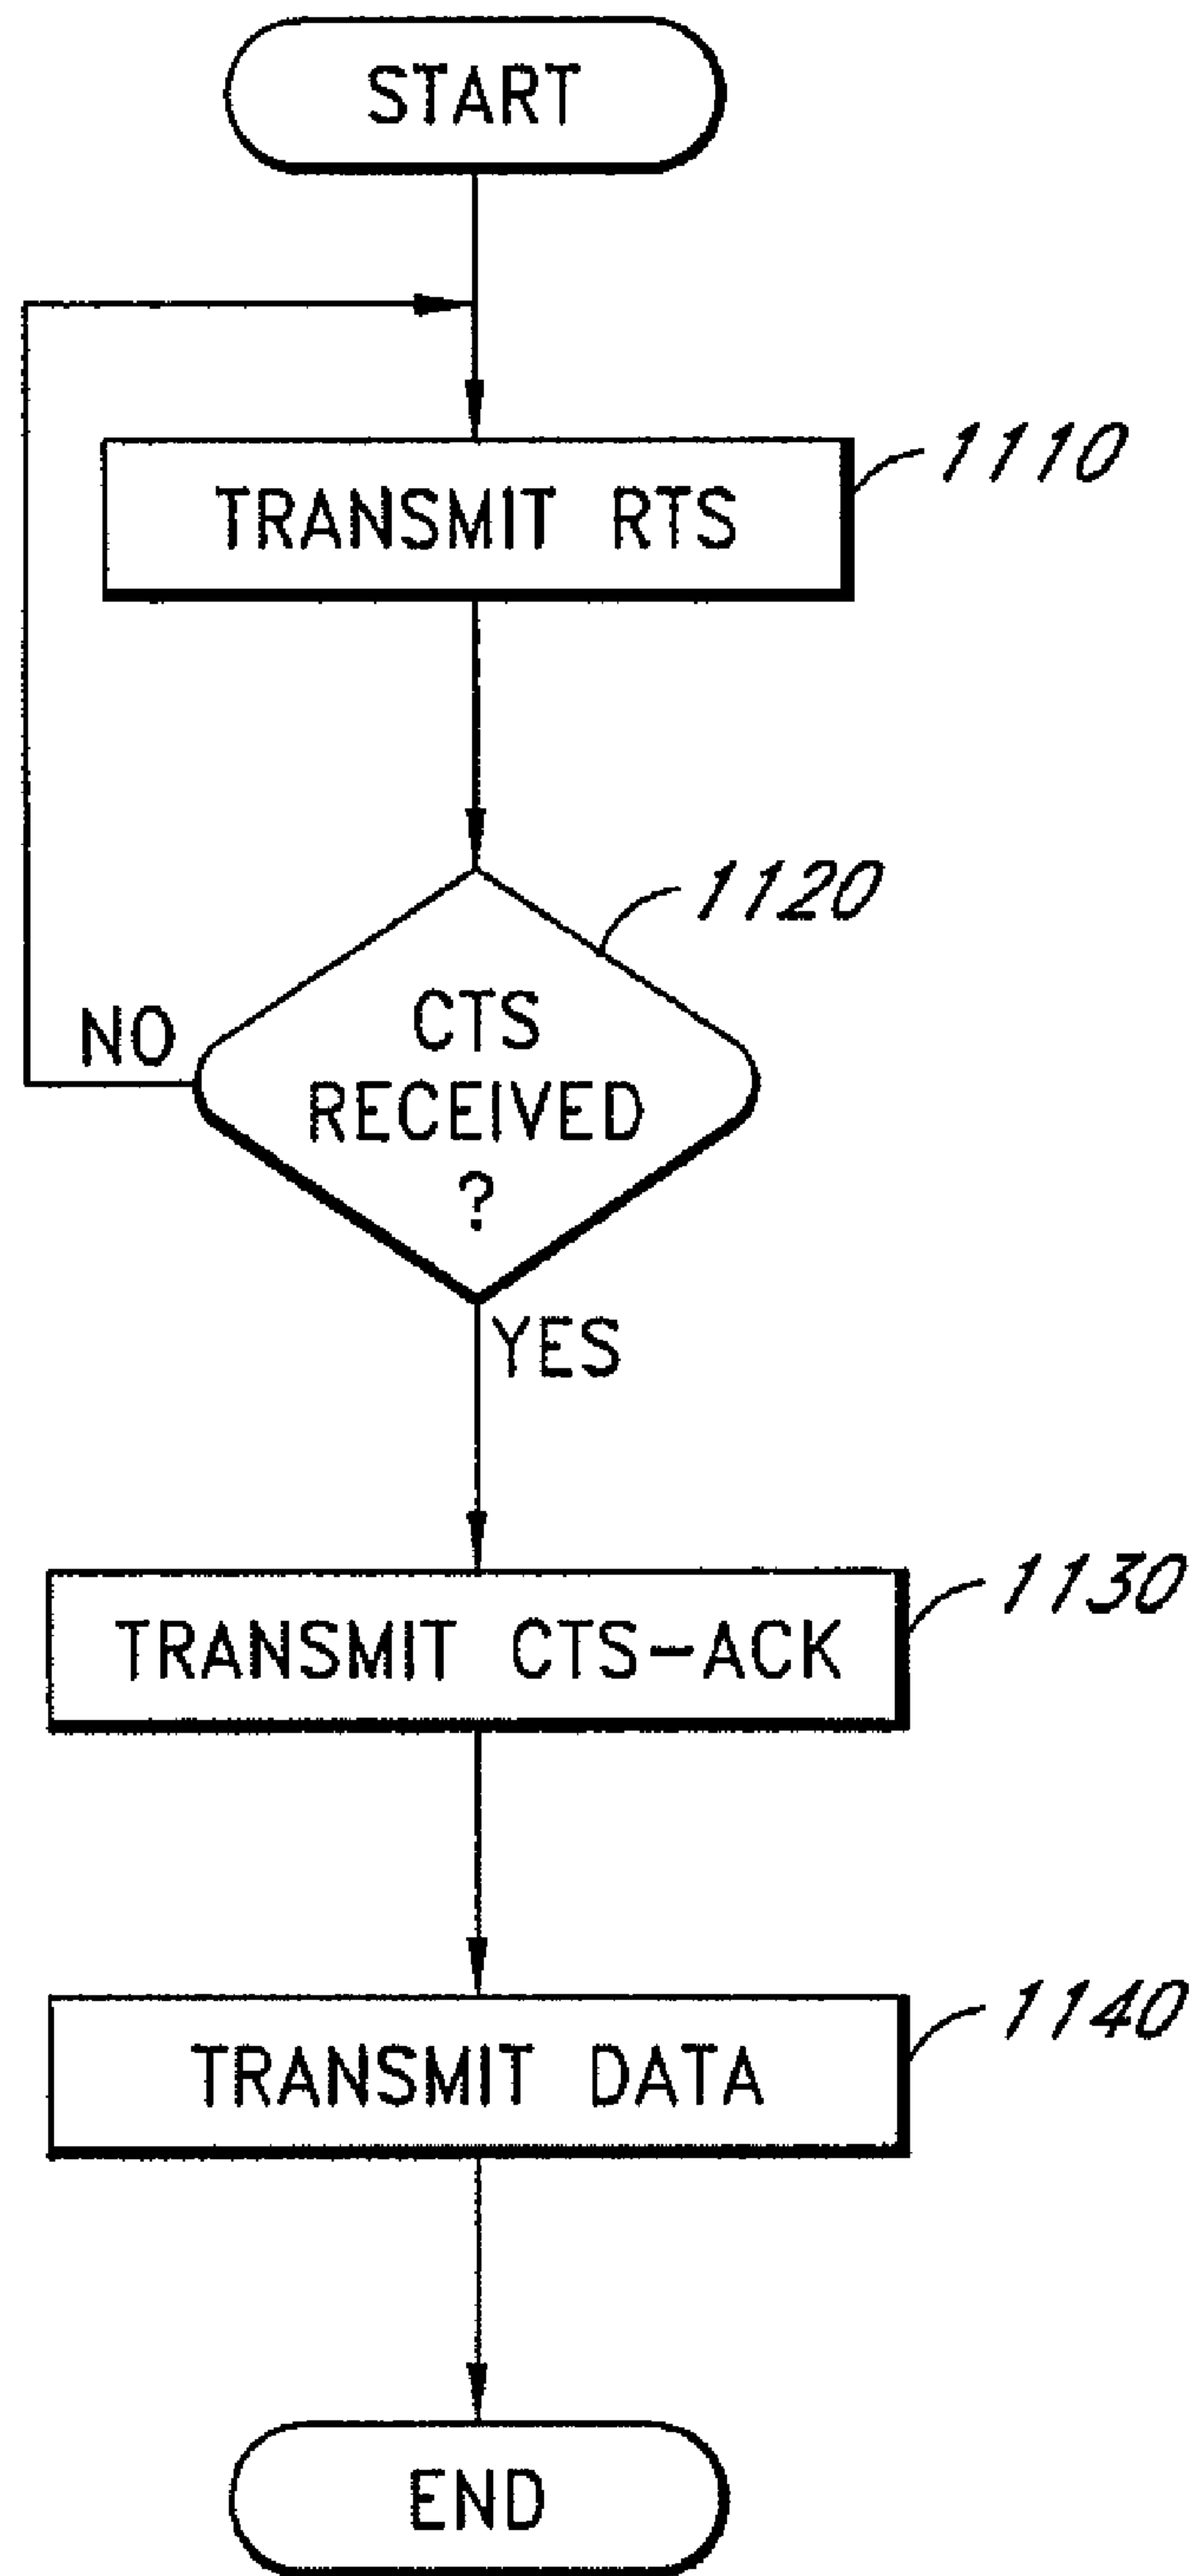 START
TRANSMIT RTS
1110
1120
CTS
RECEIVED
?
NO
YES
TRANSMIT CTS-ACK
1130
TRANSMIT DATA
1140
END